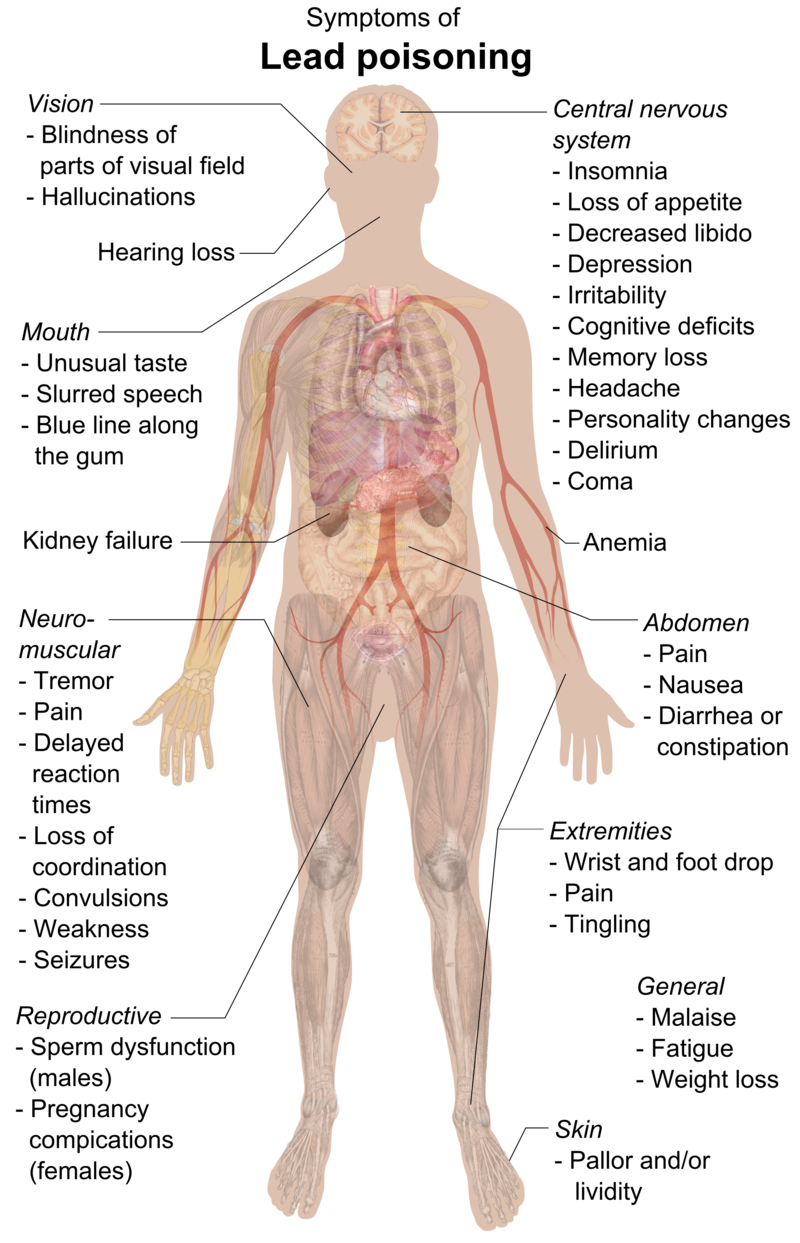 Symptoms of
Lead poisoning
Vision
- Blindness of
parts of visual field
- Hallucinations
Hearing loss
Mouth
- Unusual taste
- Slurred speech
- Blue line along
the gum
Kidney failure
Neuro-
muscular
- Tremor
- Pain
- Delayed
reaction
times
- Loss of
coordination
- Convulsions
- Weakness
- Seizures
Reproductive
- Sperm dysfunction
(males)
- Pregnancy
compications
(females)
Central nervous
system
- Insomnia
- Loss of appetite
- Decreased libido
- Depression
- Irritability
- Cognitive deficits
- Memory loss
- Headache
- Personality changes
- Delirium
- Coma
Anemia
Abdomen
- Pain
- Nausea
- Diarrhea or
constipation
Extremities
- Wrist and foot drop
- Pain
- Tingling
General
- Malaise
- Fatigue
- Weight loss
Skin
- Pallor and/or
lividity